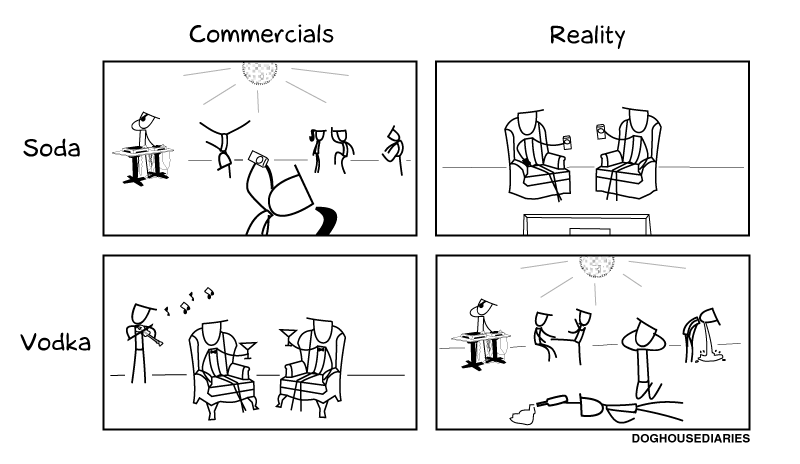 Commercials
Reality
Soda
Vodka
DOGHOUSEDIARIES